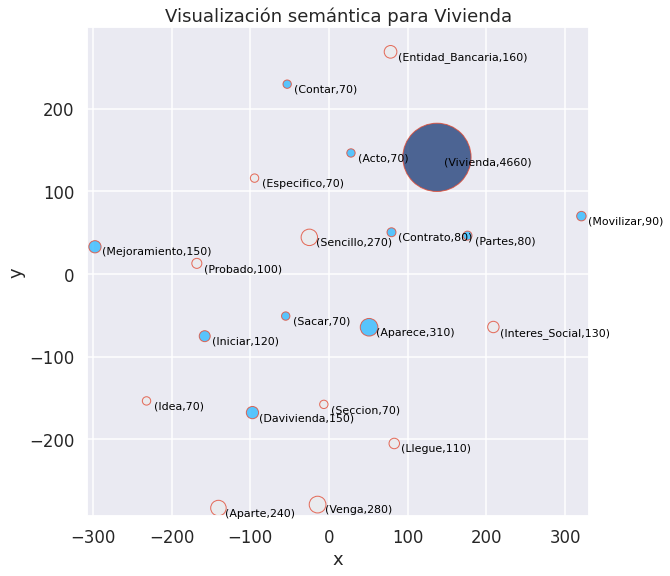 Visualización semántica para Vivienda
(Entidad_Bancaria,160)
(Contar,70)
200
(Acto,70)
(Vivienda,4660)
(Especifico,70)
100
(Movilizar,90)
(Sencillo,270)
(Contrato,80)
(Partes,80)
(Mejoramiento,150)
(Probado,100)
y
0
(Sacar,70)
(Aparece,310)
(Interes_Social,130)
(Iniciar,120)
−100
(Idea,70)
(Seccion,70)
(Davivienda,150)
−200
(Llegue,110)
(Aparte,240)
(Venga,280)
−300 −200 −100 0 100 200 300
x